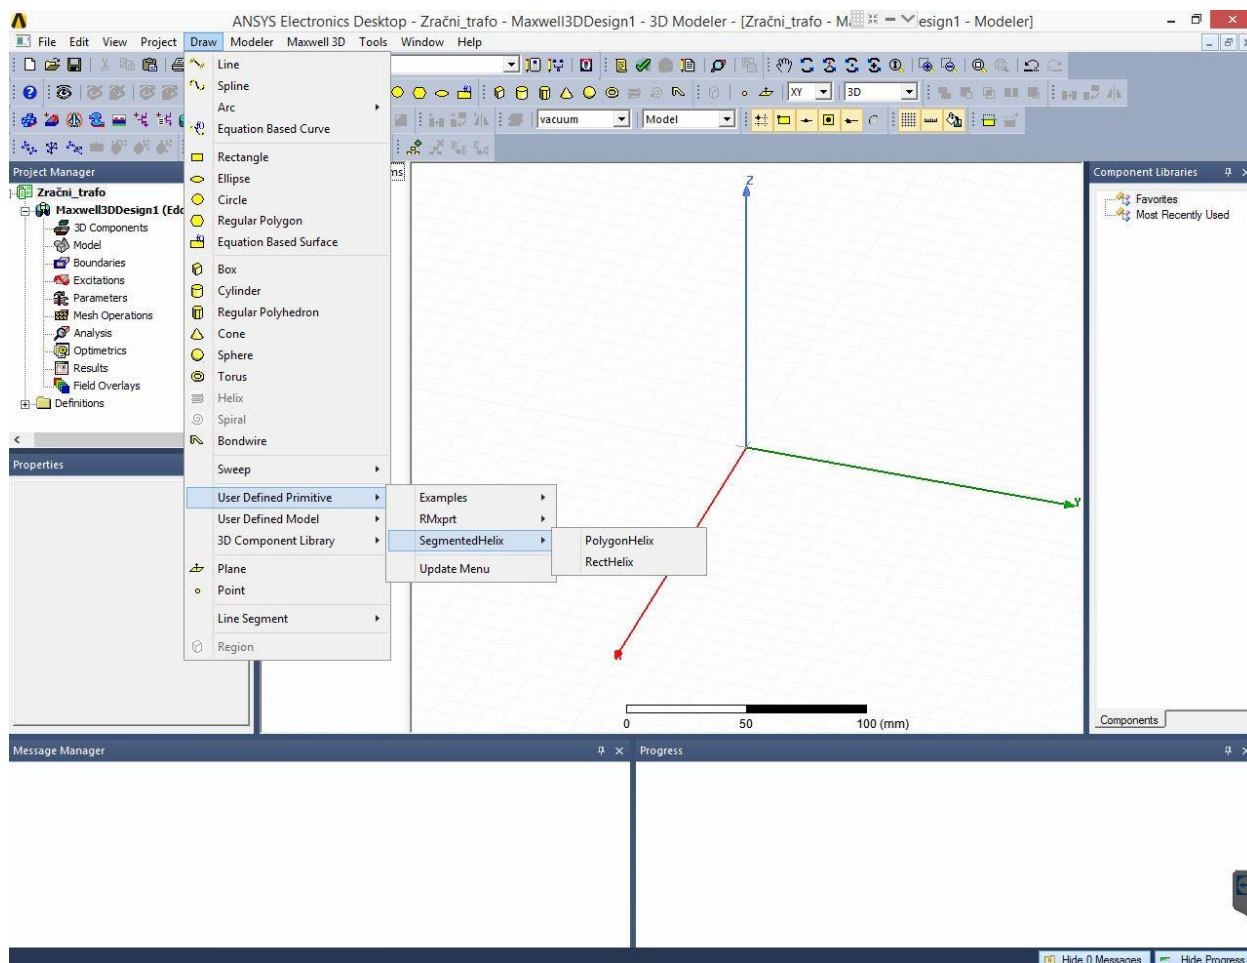 ANSYS Electronics Desktop - Zračni_trafo - Maxwell3DDesign1 - 3D Modeler - [Zračni_trafo - M esign1 - Modeler]
File Edit View Project Draw Modeler Maxwell 3D Tools Window Help
XY 3D
vacuum Model
Project Manager
Zračni_trafo
Maxwell3DDesign1 (Edc
3D Components
Model
Boundaries
Excitations
Parameters
Mesh Operations
Analysis
Optimetrics
Results
Field Overlays
Definitions
Properties
Line
Spline
Arc
Equation Based Curve
Rectangle
Ellipse
Circle
Regular Polygon
Equation Based Surface
Box
Cylinder
Regular Polyhedron
Cone
Sphere
Torus
Helix
Spiral
Bondwire
Sweep
User Defined Primitive
User Defined Model
3D Component Library
Plane
Point
Line Segment
Region
Examples
RMxprt
SegmentedHelix
Update Menu
PolygonHelix
RectHelix
ms
Z
Y
0 50 100 (mm)
Component Libraries
Favorites
Most Recently Used
Components
Message Manager
Progress
Hide 0 Messages Hide Progress